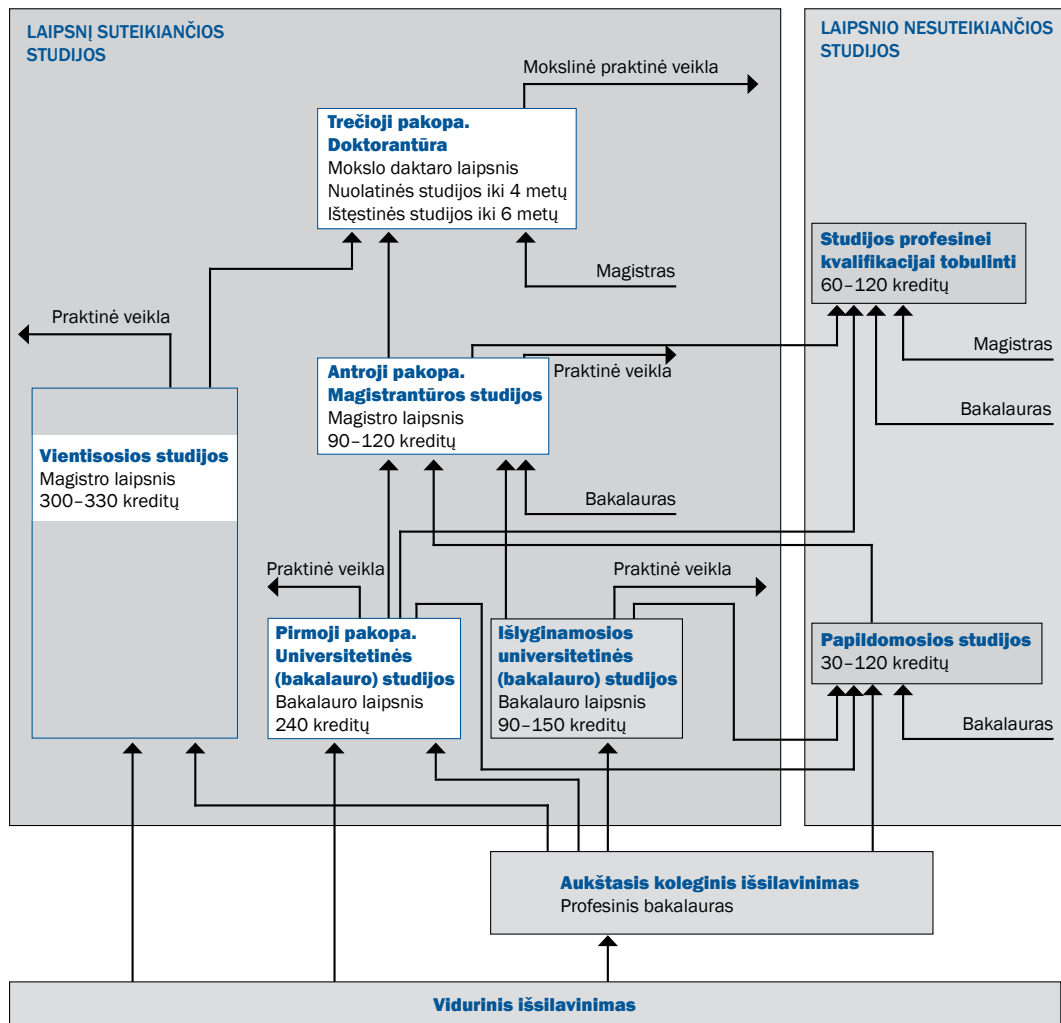 LAIPSNĮ SUTEIKIANČIOS
STUDIJOS
LAIPSNIO NESUTEIKIANČIOS
STUDIJOS
Mokslinė praktinė veikla
Trečioji pakopa.
Doktorantūra
Mokslo daktaro laipsnis
Nuolatinės studijos iki 4 metų
Ištęstinės studijos iki 6 metų
Magistras
Studijos profesinei
kvalifikacijai tobulinti
60–120 kreditų
Magistras
Bakalauras
Praktinė veikla
Antroji pakopa.
Magistrantūros studijos
Magistro laipsnis
90–120 kreditų
Praktinė veikla
Vientisosios studijos
Magistro laipsnis
300–330 kreditų
Bakalauras
Praktinė veikla
Praktinė veikla
Pirmoji pakopa.
Universitetinės
(bakalauro) studijos
Bakalauro laipsnis
240 kreditų
Išlyginamosios
universitetinės
(bakalauro) studijos
Bakalauro laipsnis
90–150 kreditų
Papildomosios studijos
30–120 kreditų
Bakalauras
Aukštasis koleginis išsilavinimas
Profesinis bakalauras
Vidurinis išsilavinimas